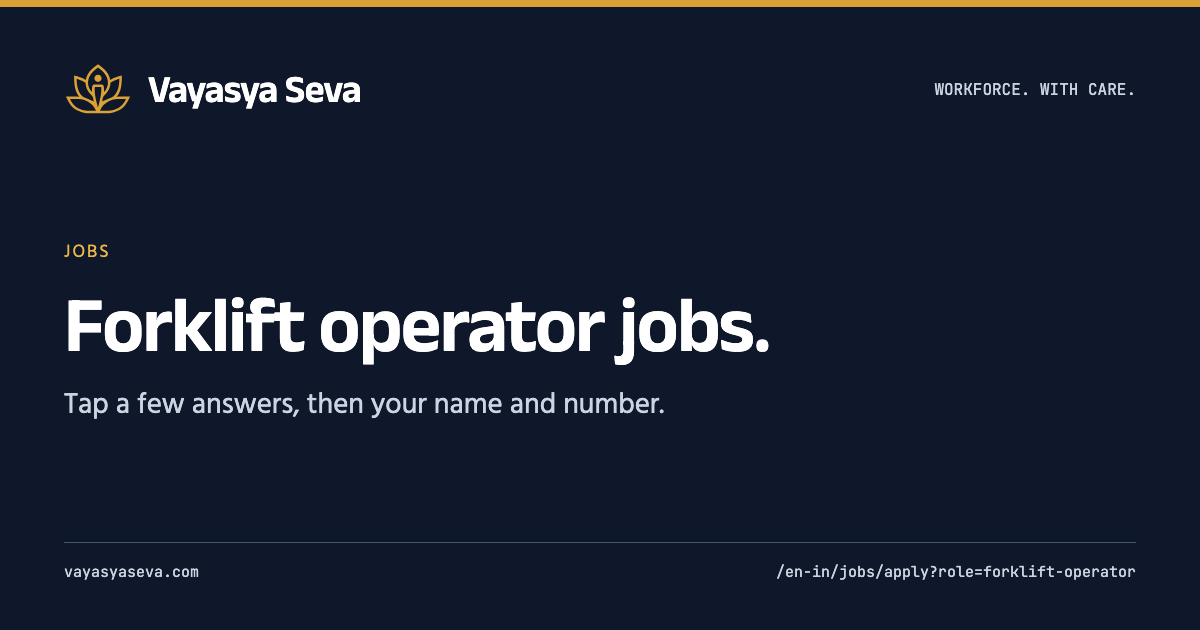 Vayasya Seva
WORKFORCE. WITH CARE.
JOBS
Forklift operator jobs.
Tap a few answers, then your name and number.
vayasyaseva.com
/en-in/jobs/apply?role=forklift-operator